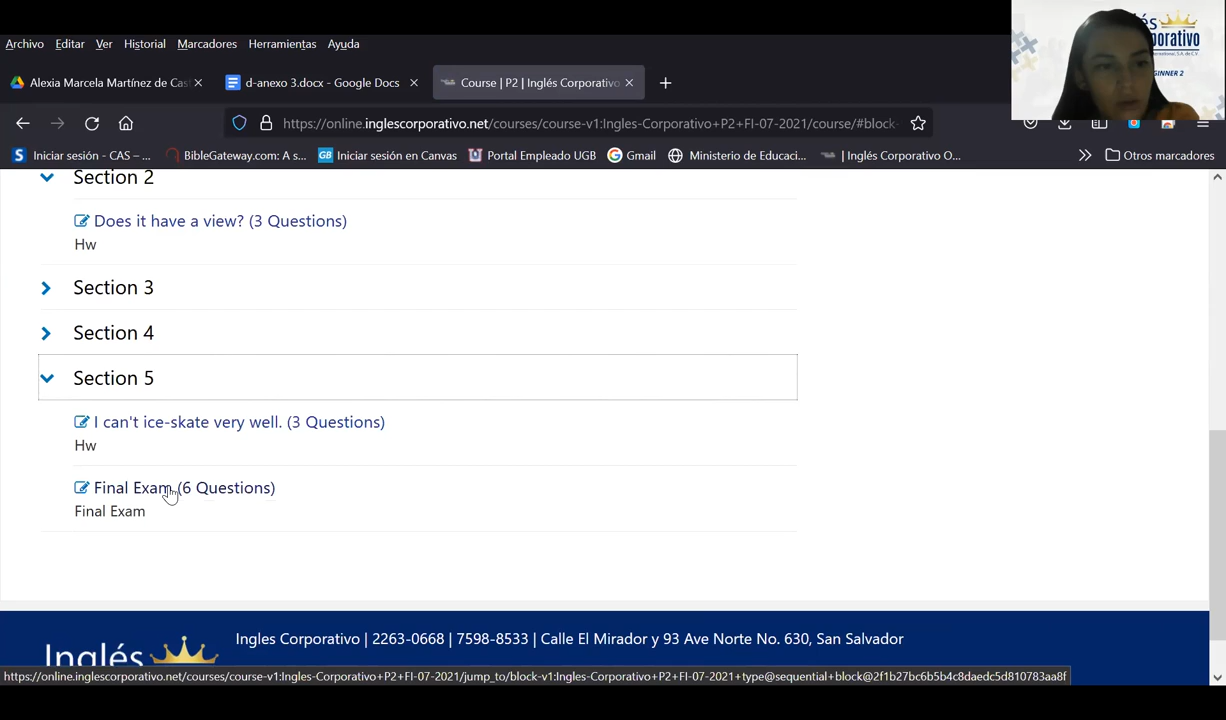 Archivo Editar Ver Historial Marcadores Herramientas Ayuda
Alexia Marcela Martínez de Cas
d-anexo 3.docx - Google Docs
Course | P2 | Inglés Corporativo
https://online.inglescorporativo.net/courses/course-v1:Ingles-Corporativo+P2+FI-07-2021/course/#block-
Iniciar sesión - CAS – ...
BibleGateway.com: A s...
Iniciar sesión en Canvas
Portal Empleado UGB
Gmail
Ministerio de Educaci...
| Inglés Corporativo O...
Otros marcadores
Section 2
Does it have a view? (3 Questions)
Hw
Section 3
Section 4
Section 5
I can't ice-skate very well. (3 Questions)
Hw
Final Exam (6 Questions)
Final Exam
Inglés
Ingles Corporativo | 2263-0668 | 7598-8533 | Calle El Mirador y 93 Ave Norte No. 630, San Salvador
https://online.inglescorporativo.net/courses/course-v1:Ingles-Corporativo+P2+FI-07-2021/jump_to/block-v1:Ingles-Corporativo+P2+FI-07-2021+type@sequential+block@2f1b27bc6b5b4c8daedc5d810783aa8f